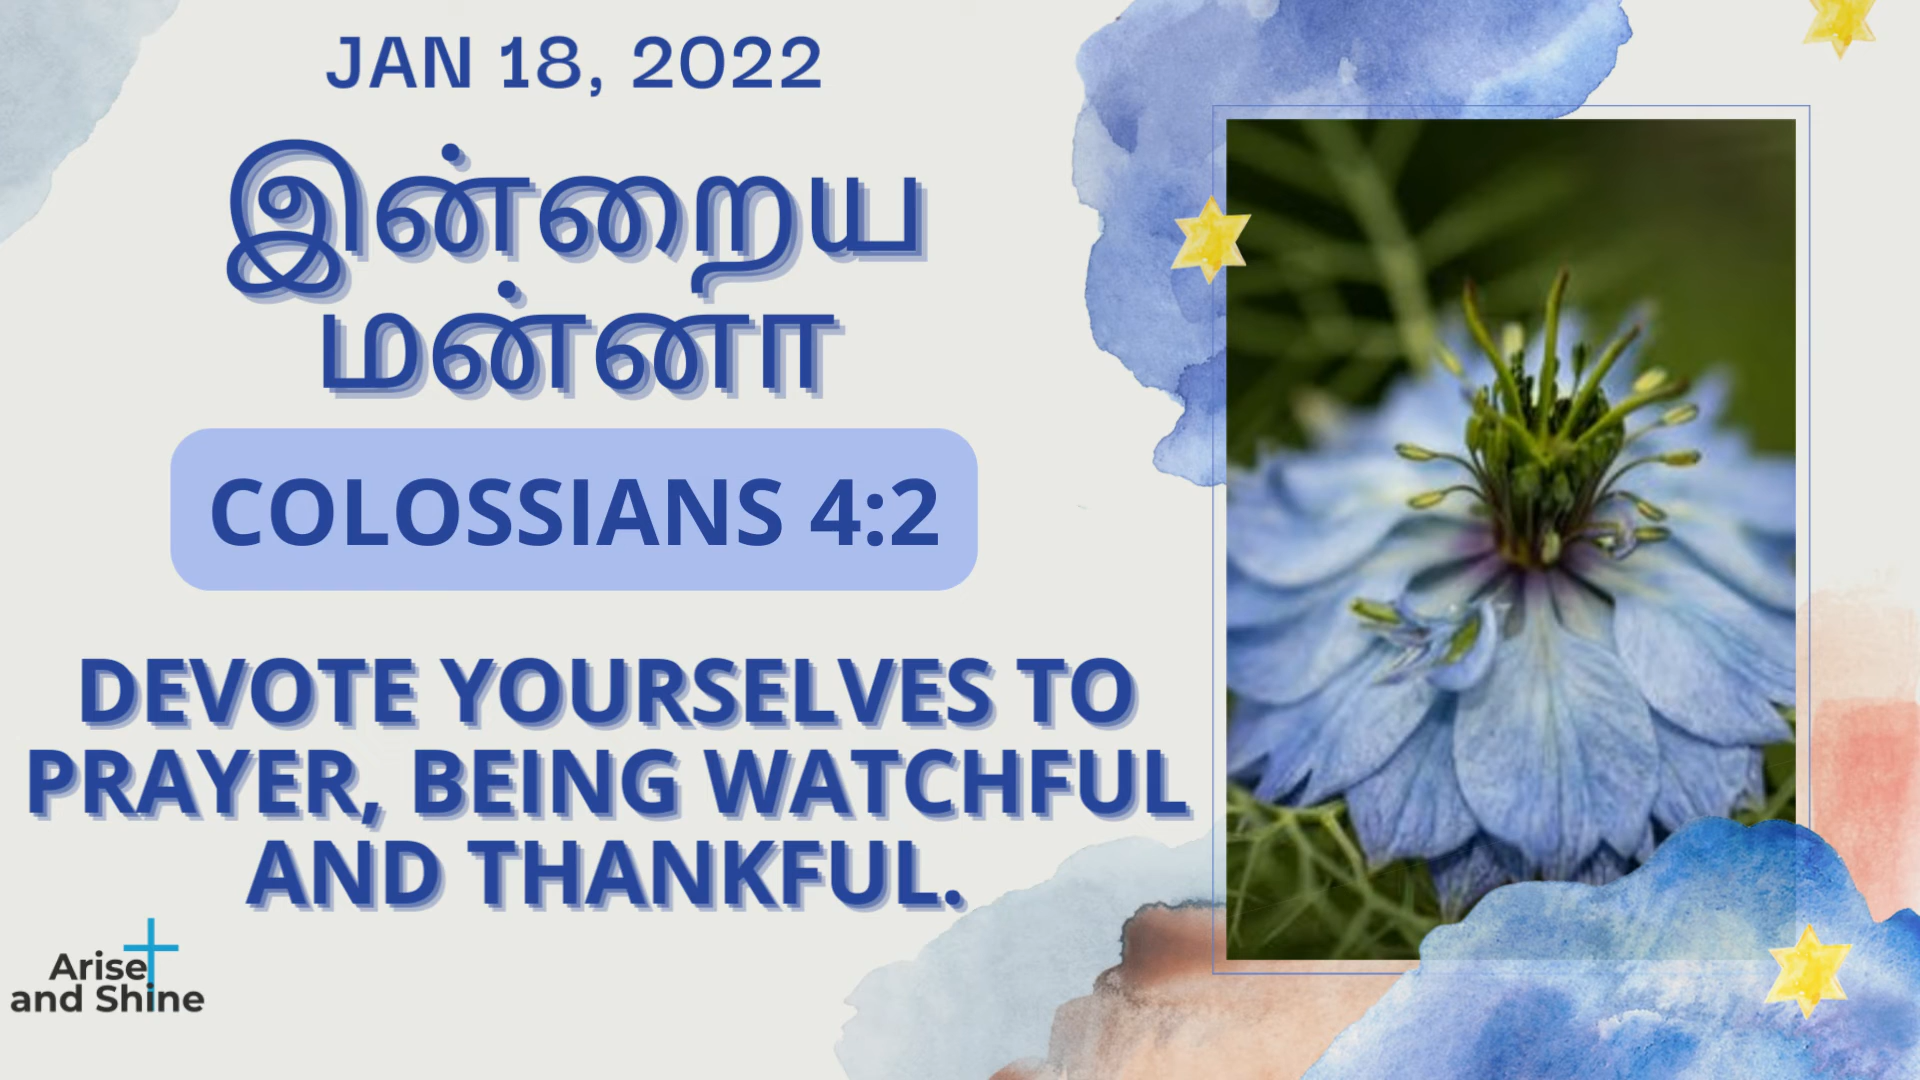 JAN 18, 2022
இன்றைய
மன்னா
COLOSSIANS 4:2
DEVOTE YOURSELVES TO
PRAYER, BEING WATCHFUL
AND THANKFUL.
Arise
and Shine